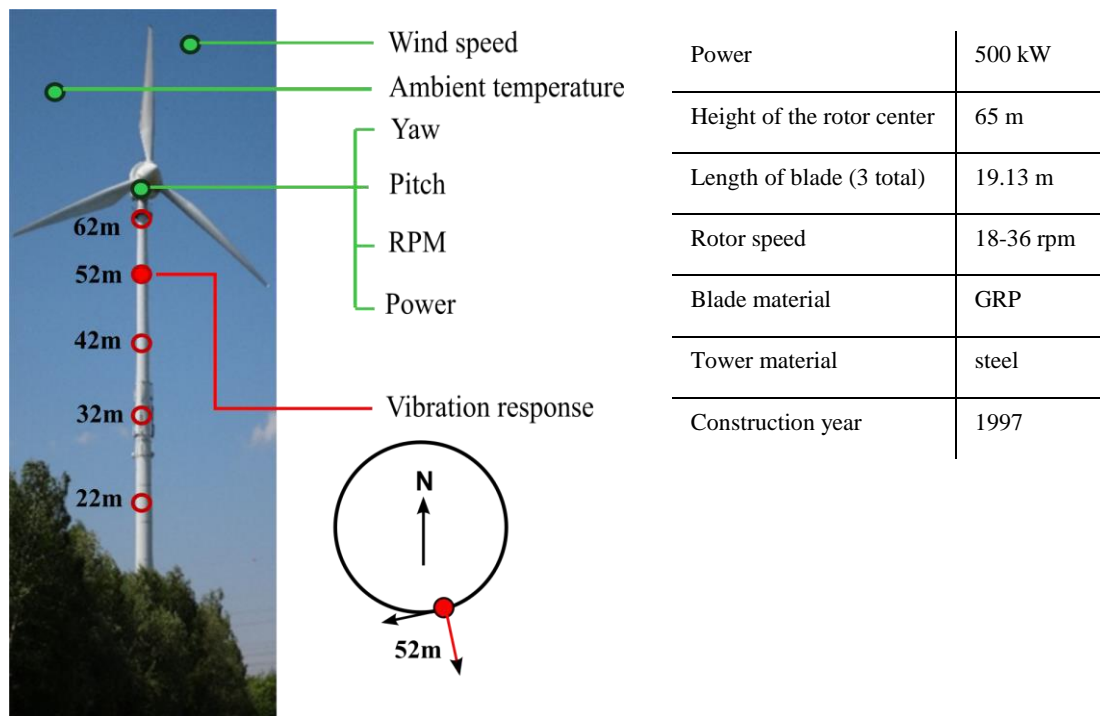 Wind speed
Ambient temperature
Yaw
Pitch
RPM
Power
62m
52m
42m
32m
22m
Vibration response
N
52m
Power 500 kW
Height of the rotor center 65 m
Length of blade (3 total) 19.13 m
Rotor speed 18-36 rpm
Blade material GRP
Tower material steel
Construction year 1997